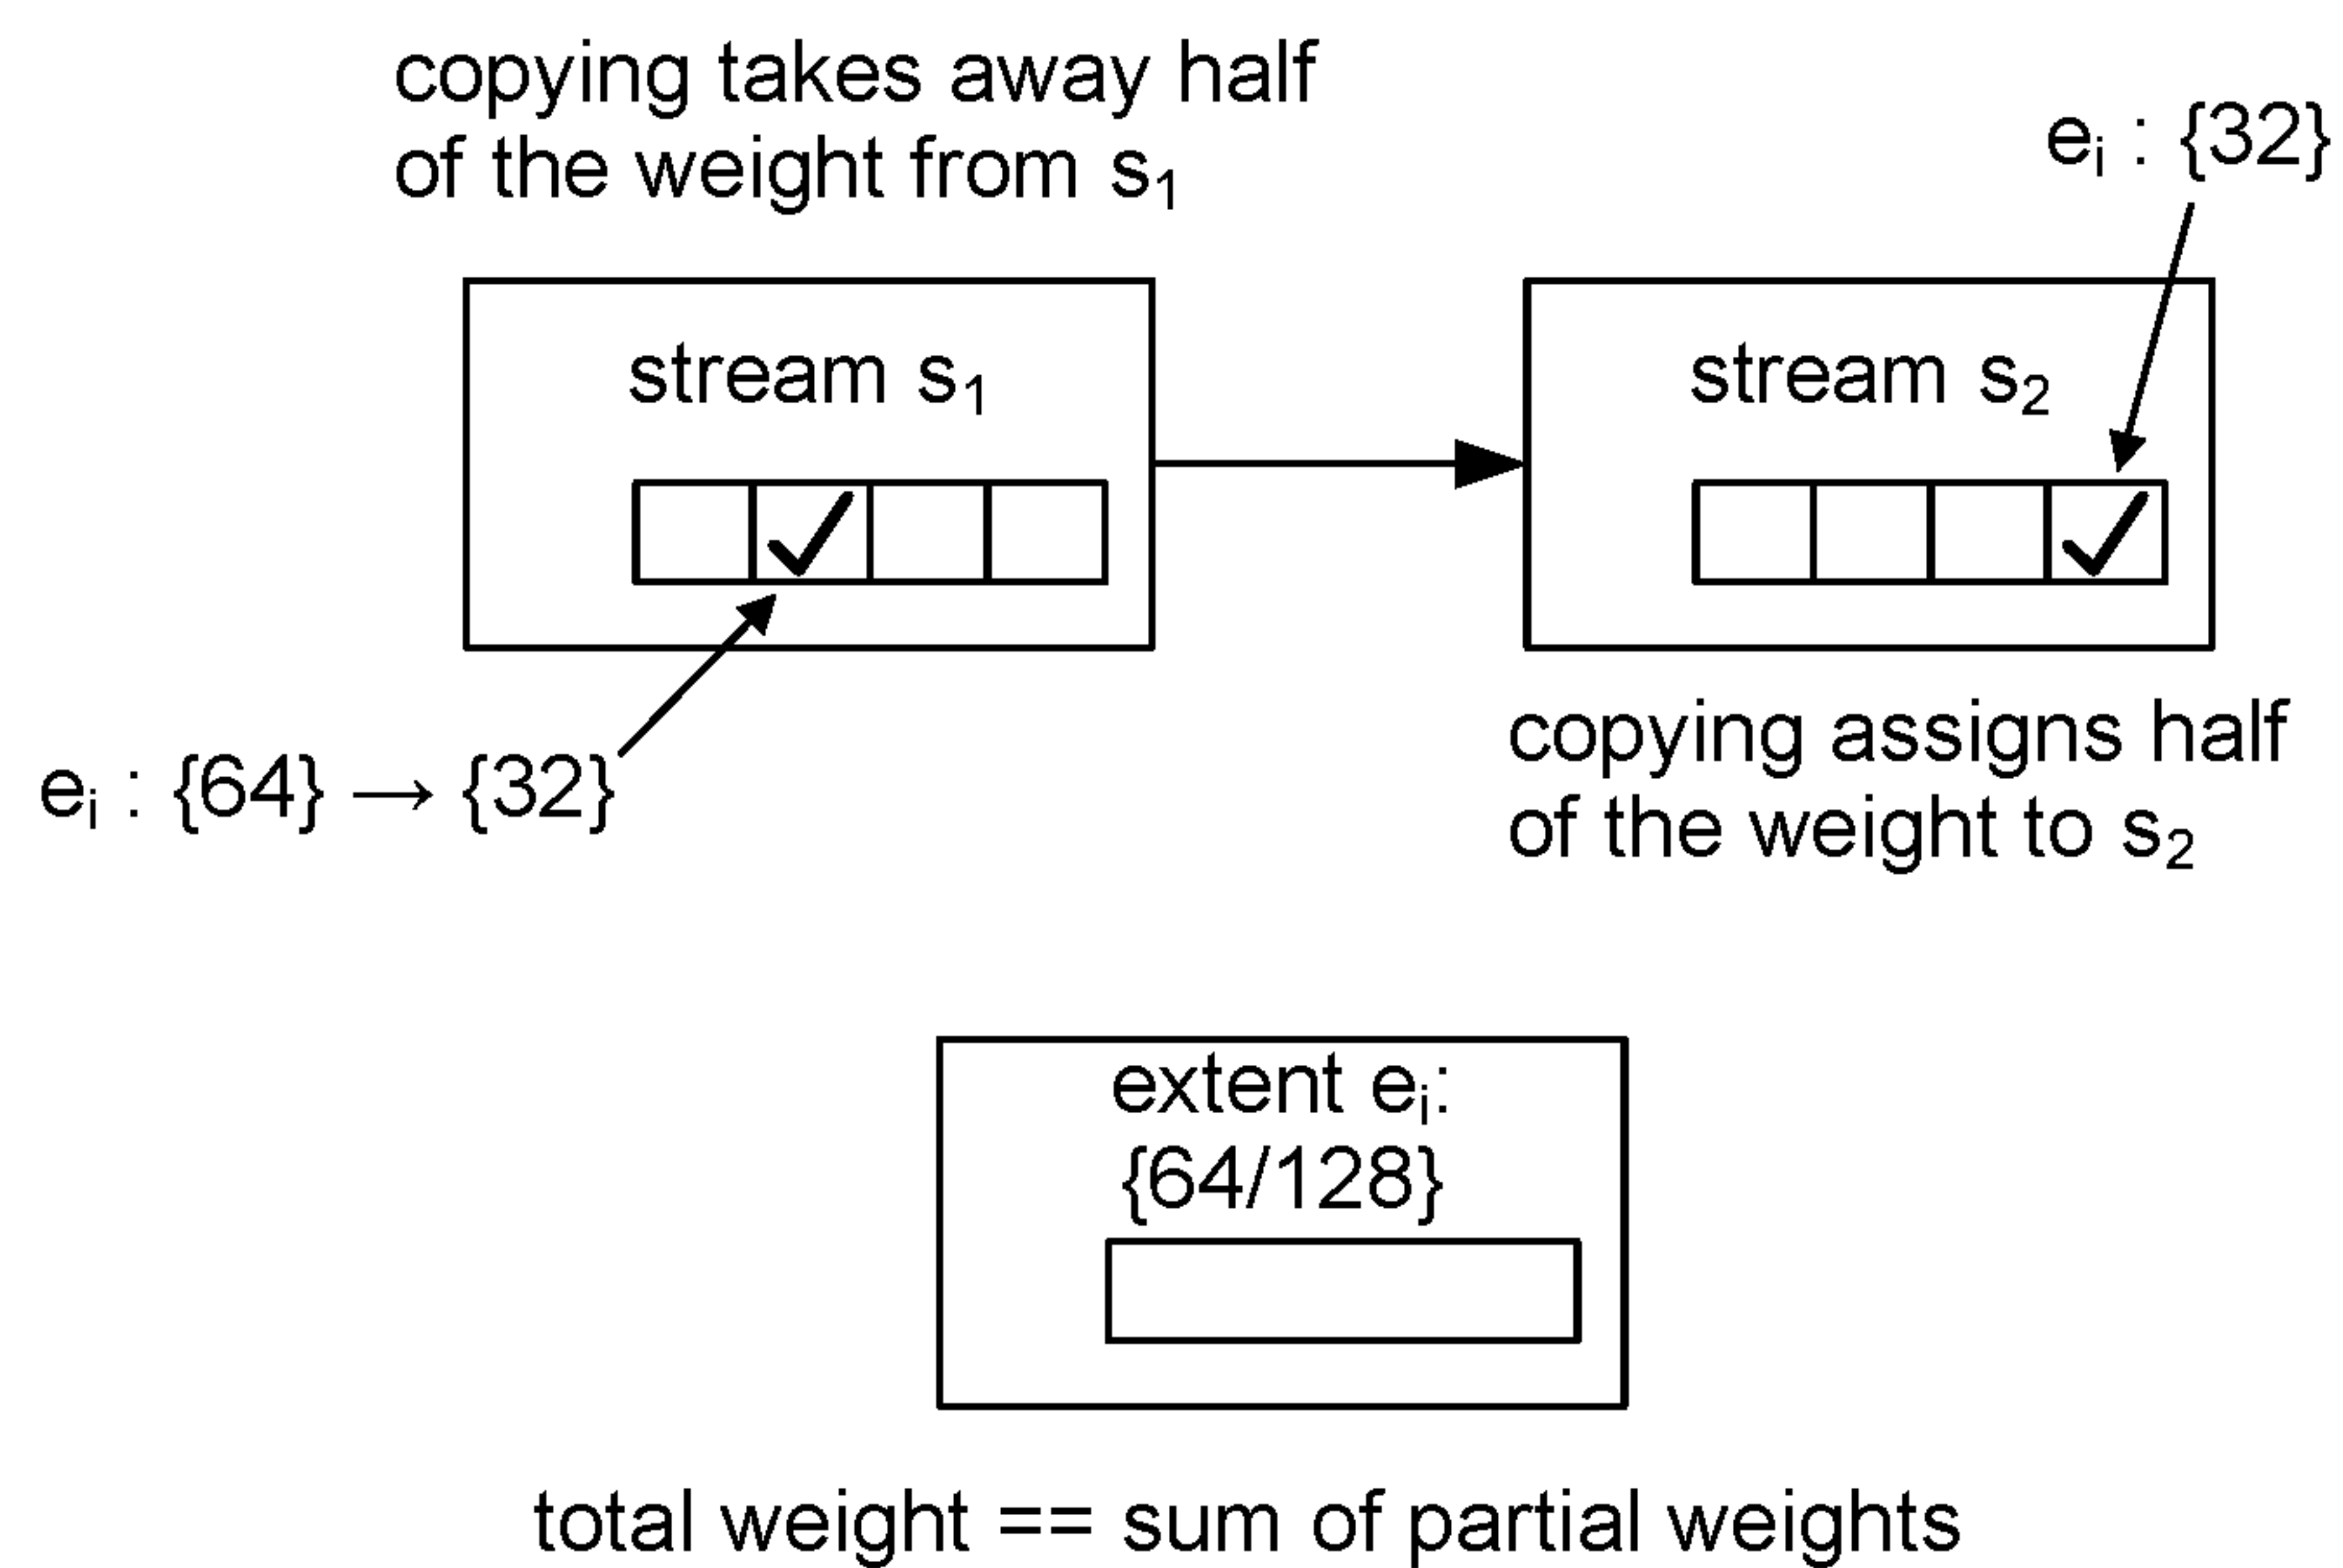 copying takes away half
of the weight from s₁
eᵢ : {32}
stream s₁
stream s₂
eᵢ : {64} → {32}
copying assigns half
of the weight to s₂
extent eᵢ:
{64/128}
total weight == sum of partial weights